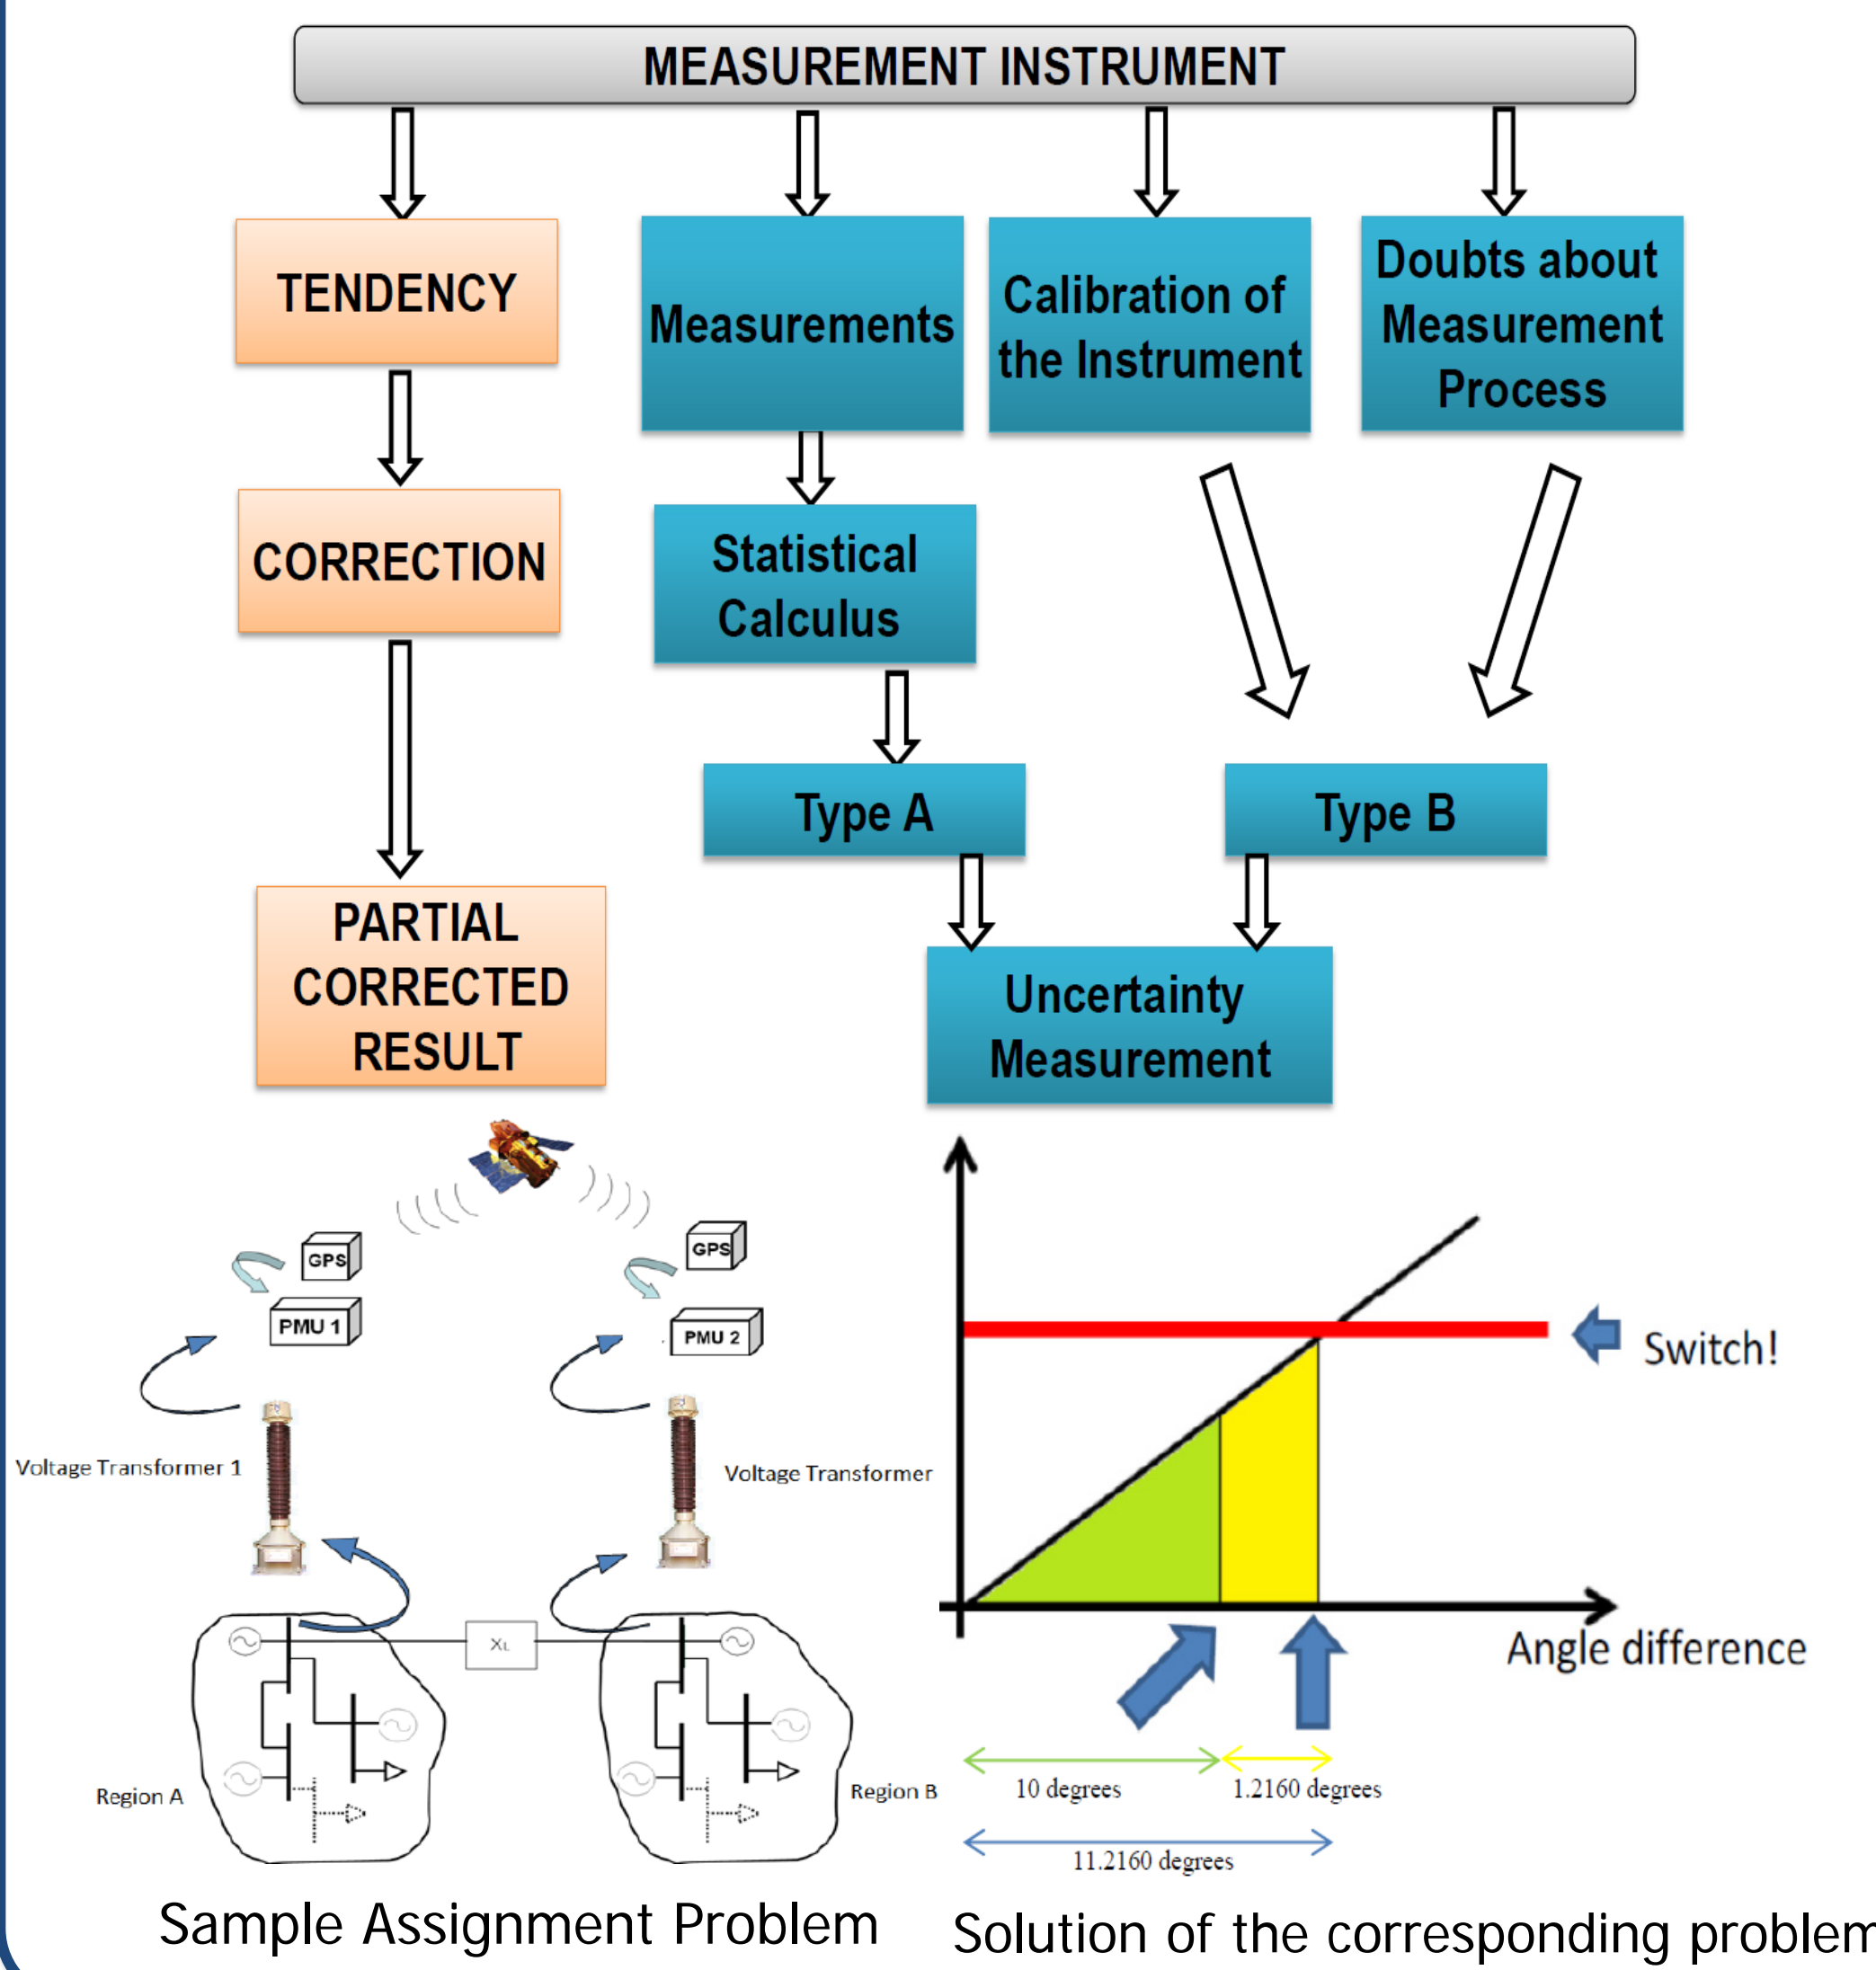 MEASUREMENT INSTRUMENT
TENDENCY
Measurements
Calibration of
the Instrument
Doubts about
Measurement
Process
CORRECTION
Statistical
Calculus
Type A
Type B
PARTIAL
CORRECTED
RESULT
Uncertainty
Measurement
GPS
PMU 1
GPS
PMU 2
Voltage Transformer 1
Voltage Transformer
XL
Region A
Region B
Switch!
Angle difference
10 degrees
1.2160 degrees
11.2160 degrees
Sample Assignment Problem
Solution of the corresponding problem